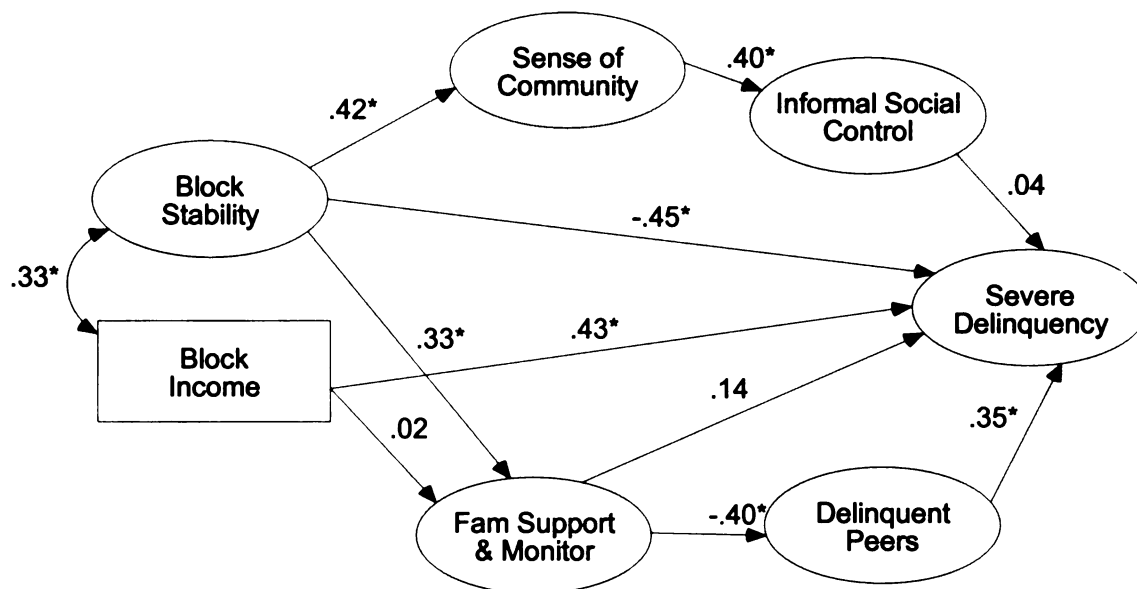 Sense of
Community
.40*
Informal Social
Control
.42*
Block
Stability
.04
-.45*
.33*
Severe
Delinquency
Block
Income
.33*
.43*
.14
.02
.35*
Fam Support
& Monitor
-.40*
Delinquent
Peers